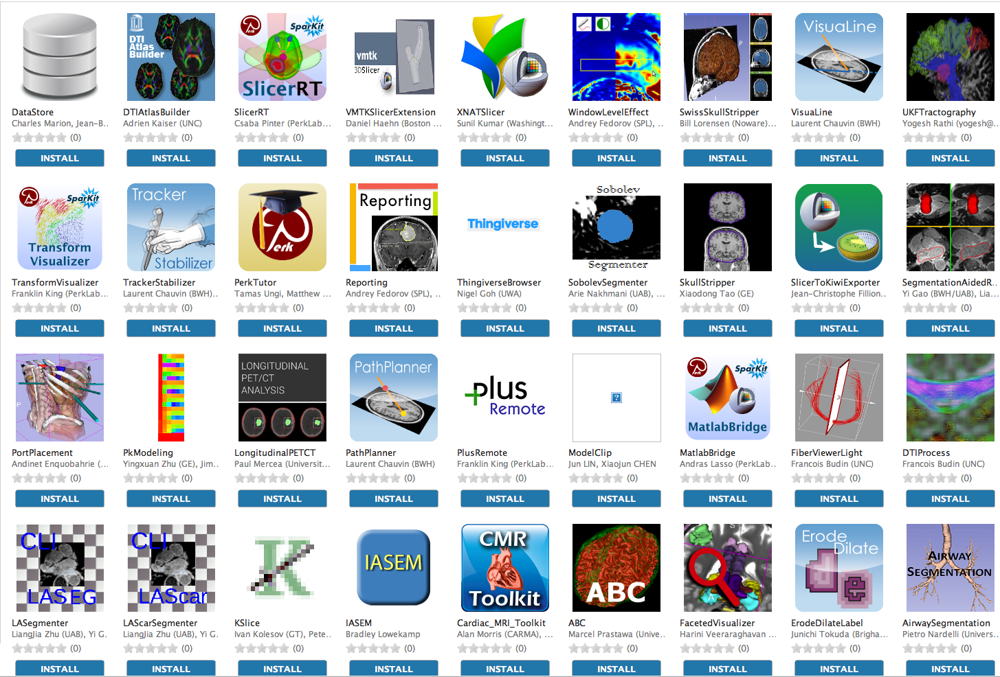 DTI
Atlas
Builder
Perk
SparKit
SlicerRT
vmtk
3DSlicer
P
VisuaLine
DataStore
Charles Marion, Jean-B..
(0)
INSTALL
DTIAtlasBuilder
Adrien Kaiser (UNC)
(0)
INSTALL
SlicerRT
Csaba Pinter (PerkLab...
(0)
INSTALL
VMTKSlicerExtension
Daniel Haehn (Boston ...
(0)
INSTALL
XNATSlicer
Sunil Kumar (Washingt...
(0)
INSTALL
WindowLevelEffect
Andrey Fedorov (SPL), ..
(0)
INSTALL
SwissSkullStripper
Bill Lorensen (Noware)...
(0)
INSTALL
VisuaLine
Laurent Chauvin (BWH)
(0)
INSTALL
UKFTractography
Yogesh Rathi (yogesh@..
(0)
INSTALL
Perk
SparKit
Transform
Visualizer
Tracker
Stabilizer
Perk
Reporting
Thingiverse
Sobolev
Segmenter
TransformVisualizer
Franklin King (PerkLab...
(0)
INSTALL
TrackerStabilizer
Laurent Chauvin (BWH)..
(0)
INSTALL
PerkTutor
Tamas Ungi, Matthew ...
(0)
INSTALL
Reporting
Andrey Fedorov (SPL), ..
(0)
INSTALL
ThingiverseBrowser
Nigel Goh (UWA)
(0)
INSTALL
SobolevSegmenter
Arie Nakhmani (UAB), ...
(0)
INSTALL
SkullStripper
Xiaodong Tao (GE)
(0)
INSTALL
SlicerToKiwiExporter
Jean-Christophe Fillion..
(0)
INSTALL
SegmentationAidedR..
Yi Gao (BWH/UAB), Lia...
(0)
INSTALL
P
LONGITUDINAL
PET/CT
ANALYSIS
PathPlanner
plus
Remote
?
Perk
SparKit
MatlabBridge
PortPlacement
Andinet Enquobahrie (...
(0)
INSTALL
PkModeling
Yingxuan Zhu (GE), Jim...
(0)
INSTALL
LongitudinalPETCT
Paul Mercea (Universit...
(0)
INSTALL
PathPlanner
Laurent Chauvin (BWH)
(0)
INSTALL
PlusRemote
Franklin King (PerkLab...
(0)
INSTALL
ModelClip
Jun LIN, Xiaojun CHEN
(0)
INSTALL
MatlabBridge
Andras Lasso (PerkLab..
(0)
INSTALL
FiberViewerLight
Francois Budin (UNC)
(0)
INSTALL
DTIProcess
Francois Budin (UNC)
(0)
INSTALL
CLI
LASEG
CLI
LAScar
K
IASEM
CMR
Toolkit
ABC
S
A
Erode
Dilate
e
AIRWAY
SEGMENTATION
LASegmenter
LiangJia Zhu (UAB), Yi G.
(0)
INSTALL
LAScarSegmenter
LiangJia Zhu (UAB), Yi G.
(0)
INSTALL
KSlice
Ivan Kolesov (GT), Pete..
(0)
INSTALL
IASEM
Bradley Lowekamp
(0)
INSTALL
Cardiac_MRI_Toolkit
Alan Morris (CARMA), ...
(0)
INSTALL
ABC
Marcel Prastawa (Unive..
(0)
INSTALL
FacetedVisualizer
Harini Veeraraghavan ...
(0)
INSTALL
ErodeDilateLabel
Junichi Tokuda (Brigha..
(0)
INSTALL
AirwaySegmentation
Pietro Nardelli (Univers..
(0)
INSTALL